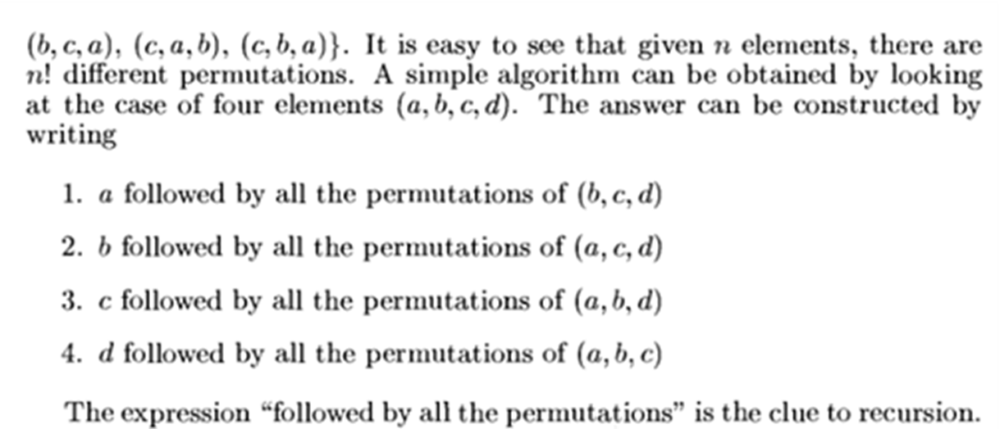 (b, c, a), (c, a, b), (c, b, a)}. It is easy to see that given n elements, there are
n! different permutations. A simple algorithm can be obtained by looking
at the case of four elements (a, b, c, d). The answer can be constructed by
writing
1. a followed by all the permutations of (b, c, d)
2. b followed by all the permutations of (a, c, d)
3. c followed by all the permutations of (a, b, d)
4. d followed by all the permutations of (a, b, c)
The expression “followed by all the permutations” is the clue to recursion.